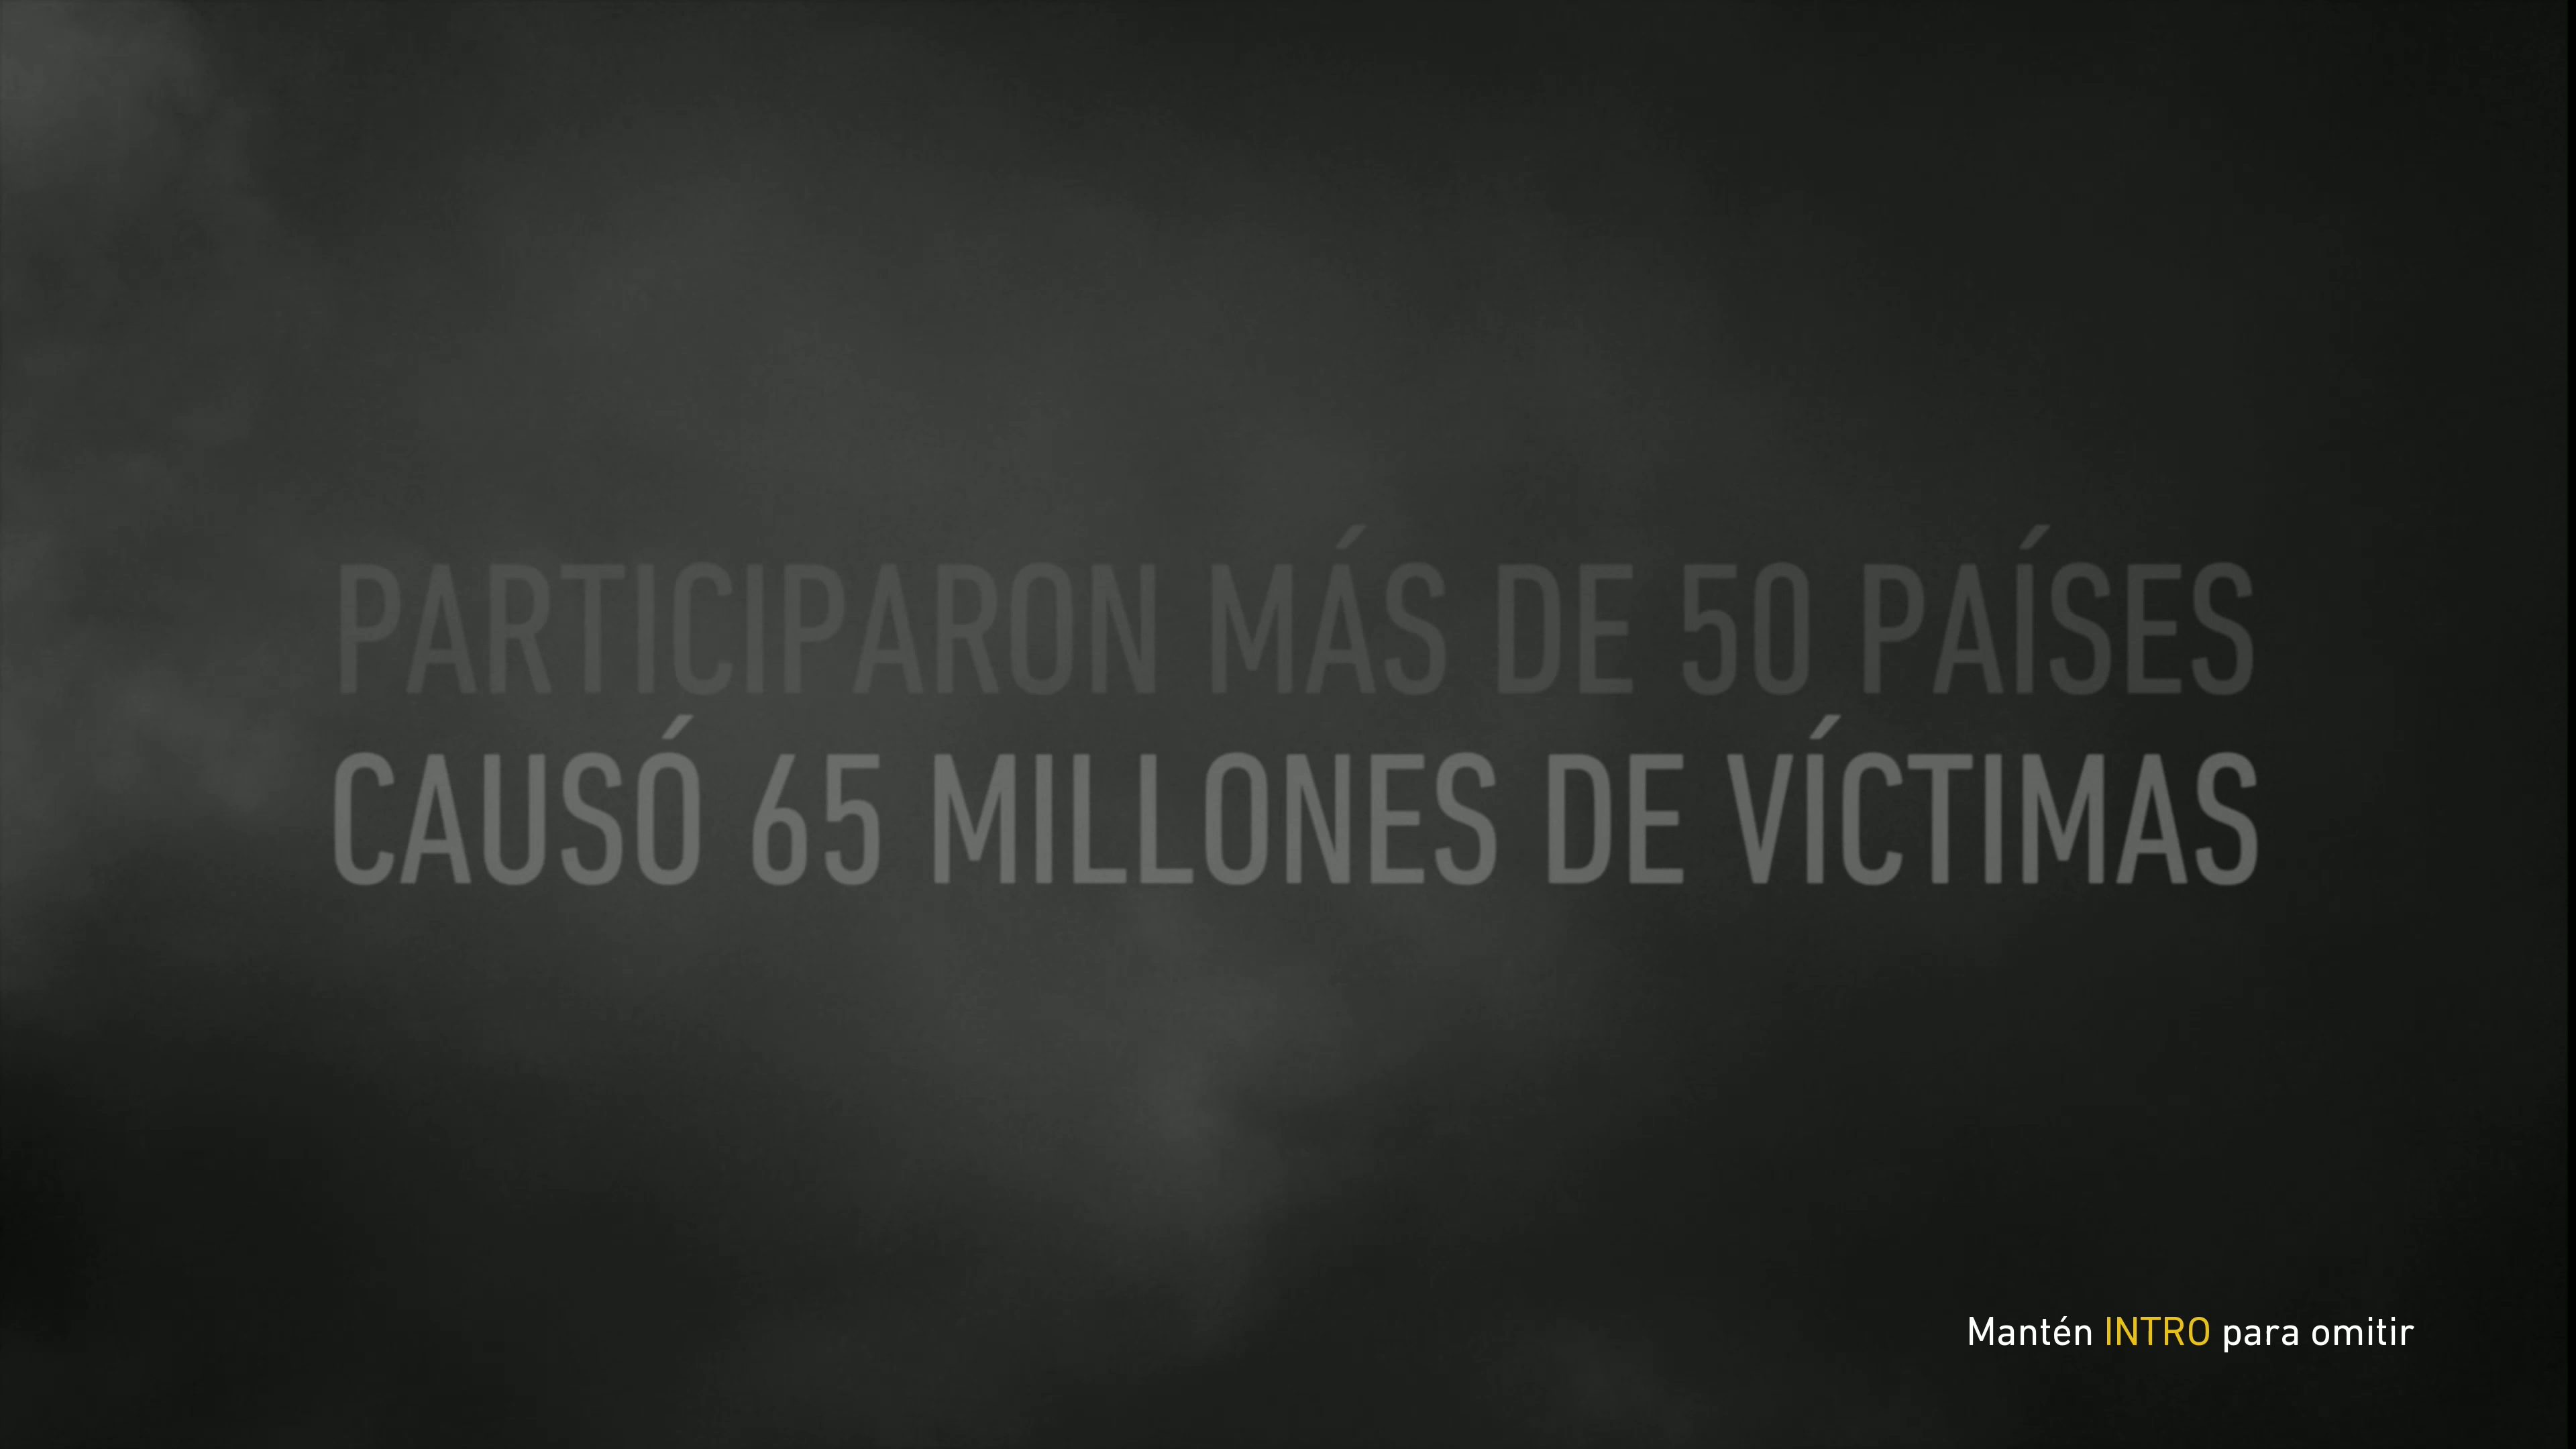 PARTICIPARON MÁS DE 50 PAÍSES
CAUSÓ 65 MILLONES DE VÍCTIMAS
Mantén INTRO para omitir